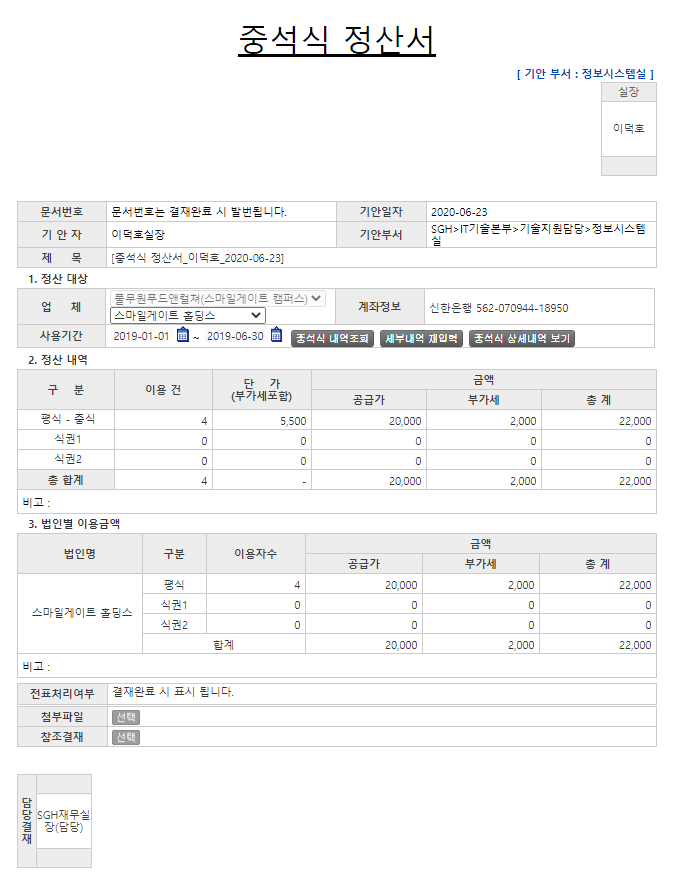 중석식 정산서
[ 기안 부서 : 정보시스템실 ]
실장
이덕호
문서번호 문서번호는 결재완료 시 발번됩니다. 기안일자 2020-06-23
기 안 자 이덕호실장 기안부서 SGH>IT기술본부>기술지원담당>정보시스템
실
제 목 [중석식 정산서_이덕호_2020-06-23]
1. 정산 대상
업 체 풀무원푸드앤컬쳐(스마일게이트 캠퍼스) 계좌정보 신한은행 562-070944-18950
스마일게이트 홀딩스
사용기간 2019-01-01 ~ 2019-06-30 중석식 내역조회 세부내역 재입력 중석식 상세내역 보기
2. 정산 내역
구 분 이용 건 단 가 금액
(부가세포함) 공급가 부가세 총 계
평식 - 중식 4 5,500 20,000 2,000 22,000
식권1 0 0 0 0 0
식권2 0 0 0 0 0
총 합계 4 - 20,000 2,000 22,000
비고 :
3. 법인별 이용금액
법인명 구분 이용자수 금액
공급가 부가세 총 계
스마일게이트 홀딩스 평식 4 20,000 2,000 22,000
식권1 0 0 0 0
식권2 0 0 0 0
합계 20,000 2,000 22,000
비고 :
전표처리여부 결재완료 시 표시 됩니다.
첨부파일 선택
참조결재 선택
담당결재
SGH재무실
장(담당)